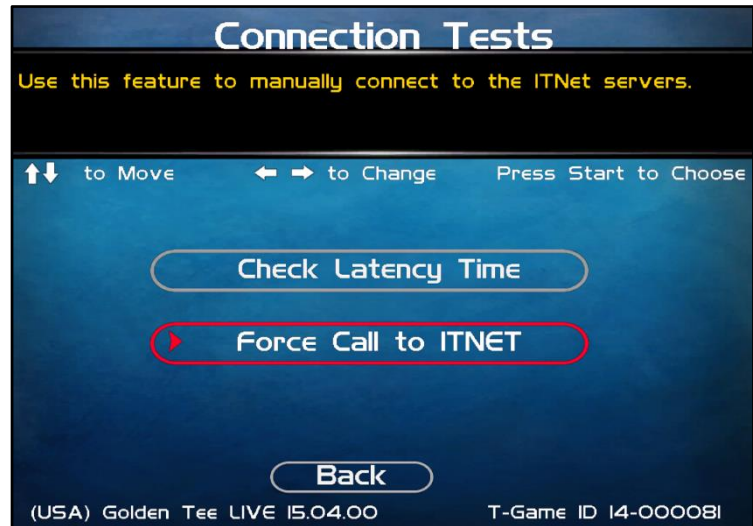 Connection Tests
Use this feature to manually connect to the ITNet servers.
to Move to Change Press Start to Choose
Check Latency Time
Force Call to ITNET
Back
(USA) Golden Tee LIVE 15.04.00 T-Game ID 14-000081